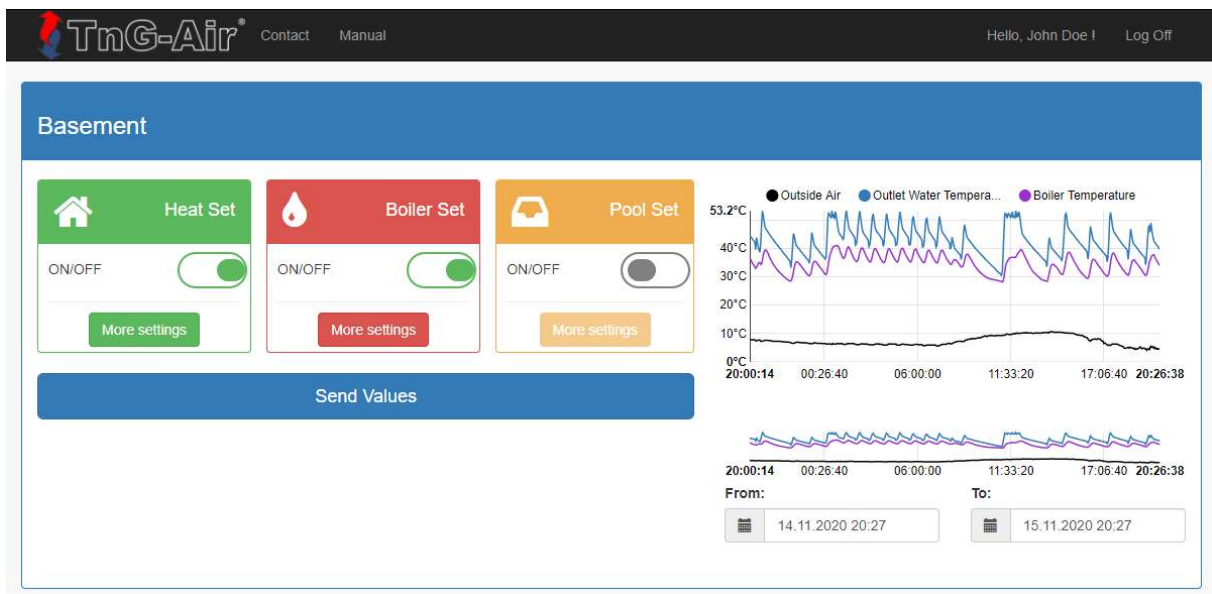 TnG-Air®
Contact
Manual
Hello, John Doe !
Log Off
Basement
Heat Set
ON/OFF
More settings
Boiler Set
ON/OFF
More settings
Pool Set
ON/OFF
More settings
Send Values
Outside Air
Outlet Water Tempera...
Boiler Temperature
53.2°C
40°C
30°C
20°C
10°C
0°C
20:00:14 00:26:40 06:00:00 11:33:20 17:06:40 20:26:38
20:00:14 00:26:40 06:00:00 11:33:20 17:06:40 20:26:38
From:
14.11.2020 20:27
To:
15.11.2020 20:27